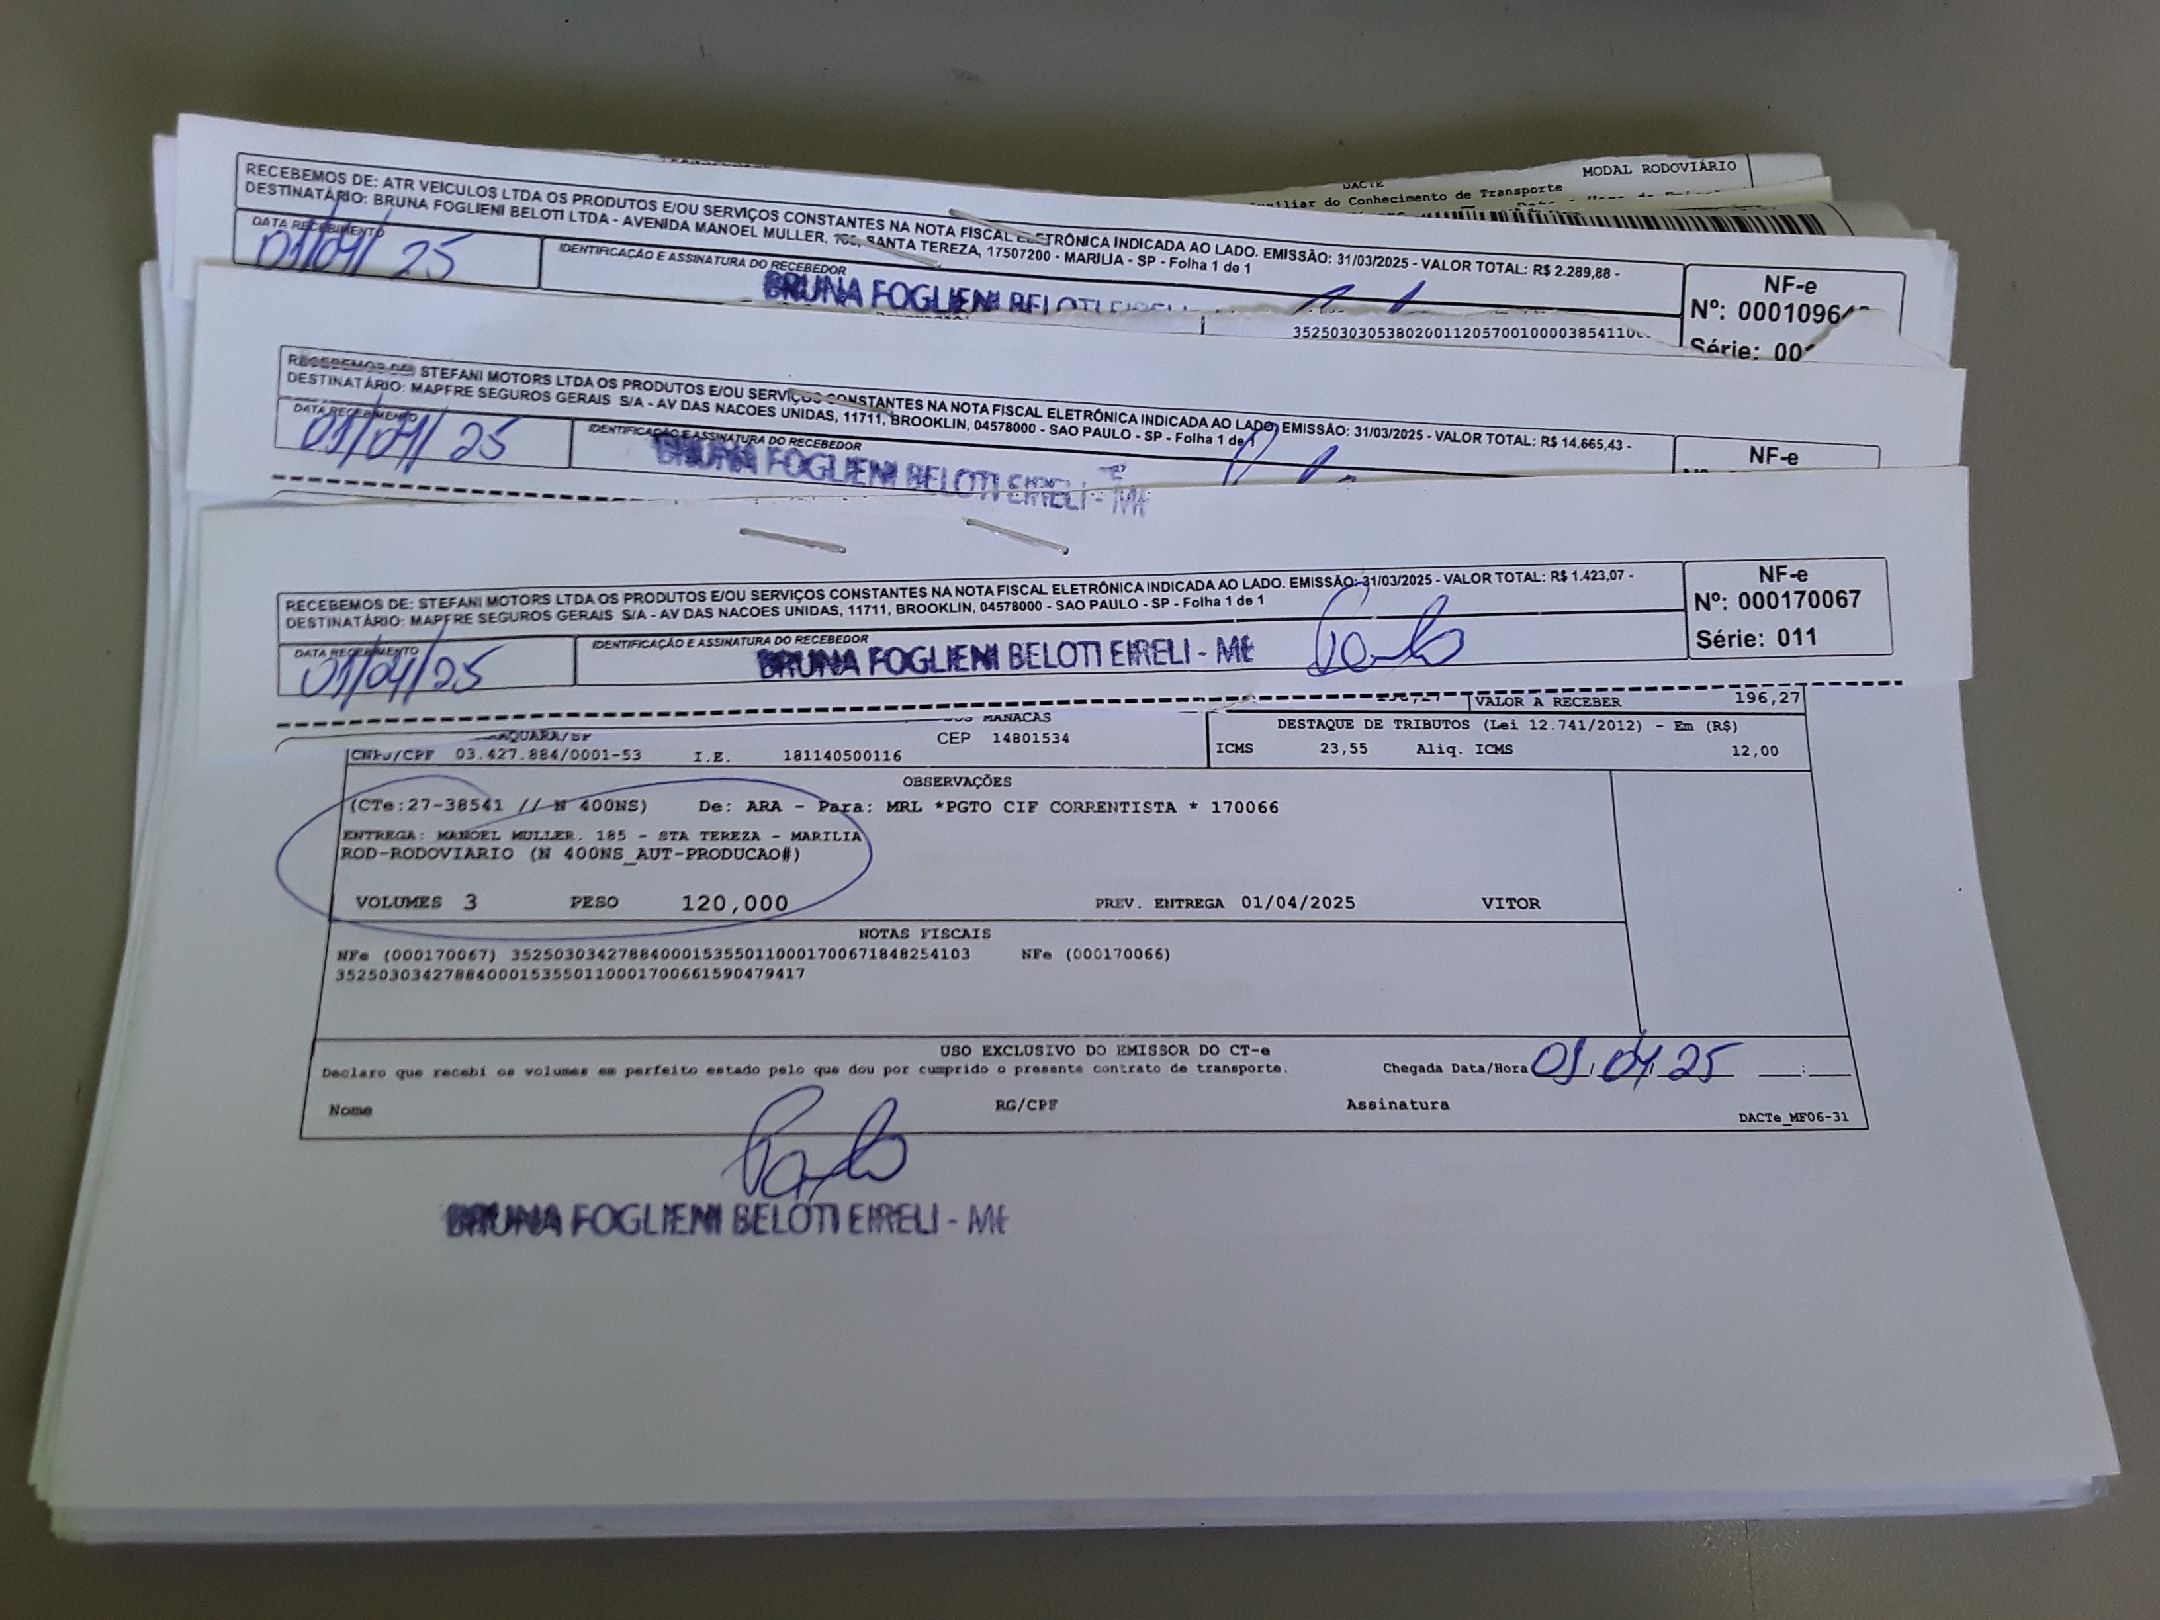 MODAL RODOVIÁRIO
DACTE
uxiliar do Conhecimento de Transporte
RECEBEMOS DE: ATR VEICULOS LTDA OS PRODUTOS E/OU SERVIÇOS CONSTANTES NA NOTA FISCAL ELETRÔNICA INDICADA AO LADO. EMISSÃO: 31/03/2025 - VALOR TOTAL: R$ 2.289,88 -
DESTINATÁRIO: BRUNA FOGLIENI BELOTI LTDA - AVENIDA MANOEL MULLER, SANTA TEREZA, 17507200 - MARILIA - SP - Folha 1 de 1
DATA RECEBIMENTO
01/04/25
IDENTIFICAÇÃO E ASSINATURA DO RECEBEDOR
BRUNA FOGLIENI BELOTI EIRELI
NF-e
Nº: 00010964
Série: 00
3525030305380200112057001000038541100
RECEBEMOS DE: STEFANI MOTORS LTDA OS PRODUTOS E/OU SERVIÇOS CONSTANTES NA NOTA FISCAL ELETRÔNICA INDICADA AO LADO. EMISSÃO: 31/03/2025 - VALOR TOTAL: R$ 14.665,43 -
DESTINATÁRIO: MAPFRE SEGUROS GERAIS S/A - AV DAS NACOES UNIDAS, 11711, BROOKLIN, 04578000 - SAO PAULO - SP - Folha 1 de 1
DATA RECEBIMENTO
01/04/25
IDENTIFICAÇÃO E ASSINATURA DO RECEBEDOR
BRUNA FOGLIENI BELOTI EIRELI - ME
NF-e
RECEBEMOS DE: STEFANI MOTORS LTDA OS PRODUTOS E/OU SERVIÇOS CONSTANTES NA NOTA FISCAL ELETRÔNICA INDICADA AO LADO. EMISSÃO: 31/03/2025 - VALOR TOTAL: R$ 1.423,07 -
DESTINATÁRIO: MAPFRE SEGUROS GERAIS S/A - AV DAS NACOES UNIDAS, 11711, BROOKLIN, 04578000 - SAO PAULO - SP - Folha 1 de 1
DATA RECEBIMENTO
01/04/25
IDENTIFICAÇÃO E ASSINATURA DO RECEBEDOR
BRUNA FOGLIENI BELOTI EIRELI - ME
NF-e
Nº: 000170067
Série: 011
VALOR A RECEBER 196,27
MANACAS
AQUARA/SP CEP 14801534
CNPJ/CPF 03.427.884/0001-53 I.E. 181140500116
DESTAQUE DE TRIBUTOS (Lei 12.741/2012) - Em (R$)
ICMS 23,55 Aliq. ICMS 12,00
OBSERVAÇÕES
(CTe:27-38541 // N 400NS) De: ARA - Para: MRL *PGTO CIF CORRENTISTA * 170066
ENTREGA: MANOEL MULLER, 185 - STA TEREZA - MARILIA
ROD-RODOVIARIO (N 400NS_AUT-PRODUCAO#)
VOLUMES 3 PESO 120,000 PREV. ENTREGA 01/04/2025 VITOR
NOTAS FISCAIS
NFe (000170067) 35250303427884000153550110001700671848254103 NFe (000170066)
35250303427884000153550110001700661590479417
USO EXCLUSIVO DO EMISSOR DO CT-e
Declaro que recebi os volumes em perfeito estado pelo que dou por cumprido o presente contrato de transporte.
Chegada Data/Hora 01/04/25 __:__
Nome RG/CPF Assinatura
DACTe_MF06-31
BRUNA FOGLIENI BELOTI EIRELI - ME